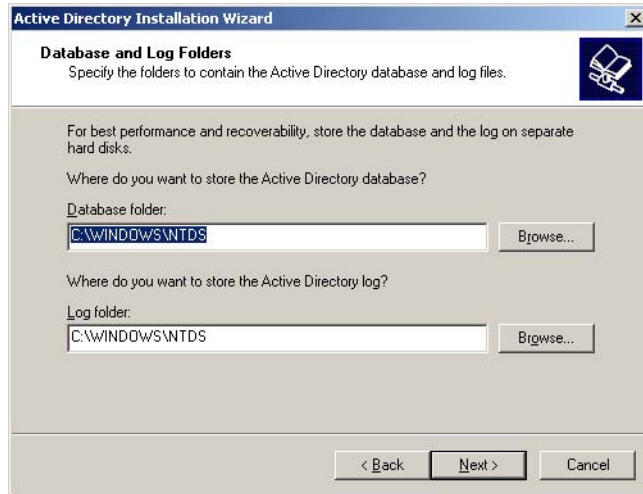 Active Directory Installation Wizard
Database and Log Folders
Specify the folders to contain the Active Directory database and log files.
For best performance and recoverability, store the database and the log on separate
hard disks.
Where do you want to store the Active Directory database?
Database folder:
C:\WINDOWS\NTDS
Browse...
Where do you want to store the Active Directory log?
Log folder:
C:\WINDOWS\NTDS
Browse...
< Back
Next >
Cancel